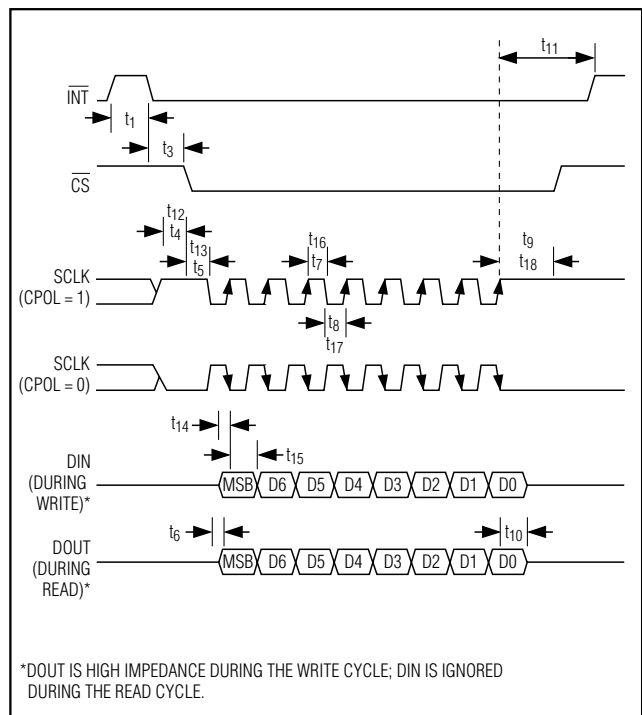 t11
INT
t1
t3
CS
t12
t4
t13
t5
t16
t7
t9
t18
SCLK
(CPOL = 1)
t8
t17
SCLK
(CPOL = 0)
t14
t15
DIN
(DURING
WRITE)*
MSB D6 D5 D4 D3 D2 D1 D0
t6
t10
DOUT
(DURING
READ)*
MSB D6 D5 D4 D3 D2 D1 D0
*DOUT IS HIGH IMPEDANCE DURING THE WRITE CYCLE; DIN IS IGNORED
DURING THE READ CYCLE.